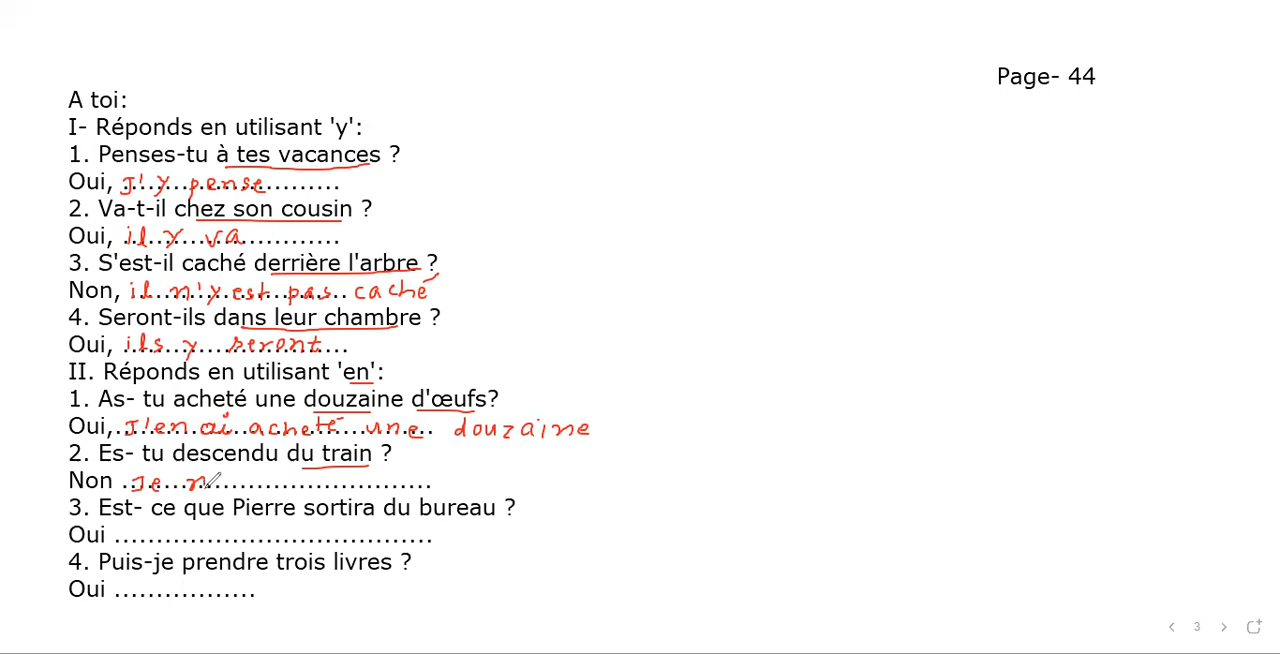 Page- 44
A toi:
I- Réponds en utilisant 'y':
1. Penses-tu à tes vacances ?
Oui, J'y pense
2. Va-t-il chez son cousin ?
Oui, il y va
3. S'est-il caché derrière l'arbre ?
Non, il n'y est pas caché
4. Seront-ils dans leur chambre ?
Oui, ils y seront
II. Réponds en utilisant 'en':
1. As- tu acheté une douzaine d'œufs?
Oui, J'en ai acheté une douzaine
2. Es- tu descendu du train ?
Non Je n
3. Est- ce que Pierre sortira du bureau ?
Oui ......................................
4. Puis-je prendre trois livres ?
Oui .................
3